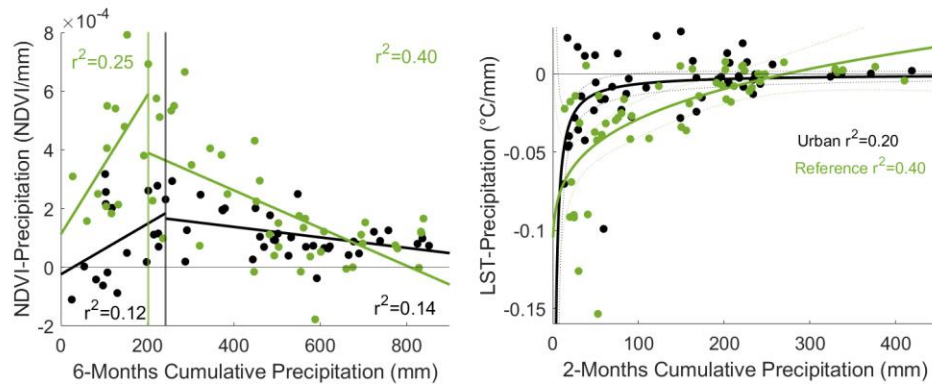 ×10⁻⁴
8
6
4
2
0
-2
NDVI-Precipitation (NDVI/mm)
r²=0.25
r²=0.40
r²=0.12
r²=0.14
0 200 400 600 800
6-Months Cumulative Precipitation (mm)
0
-0.05
-0.1
-0.15
LST-Precipitation (°C/mm)
Urban r²=0.20
Reference r²=0.40
0 100 200 300 400
2-Months Cumulative Precipitation (mm)